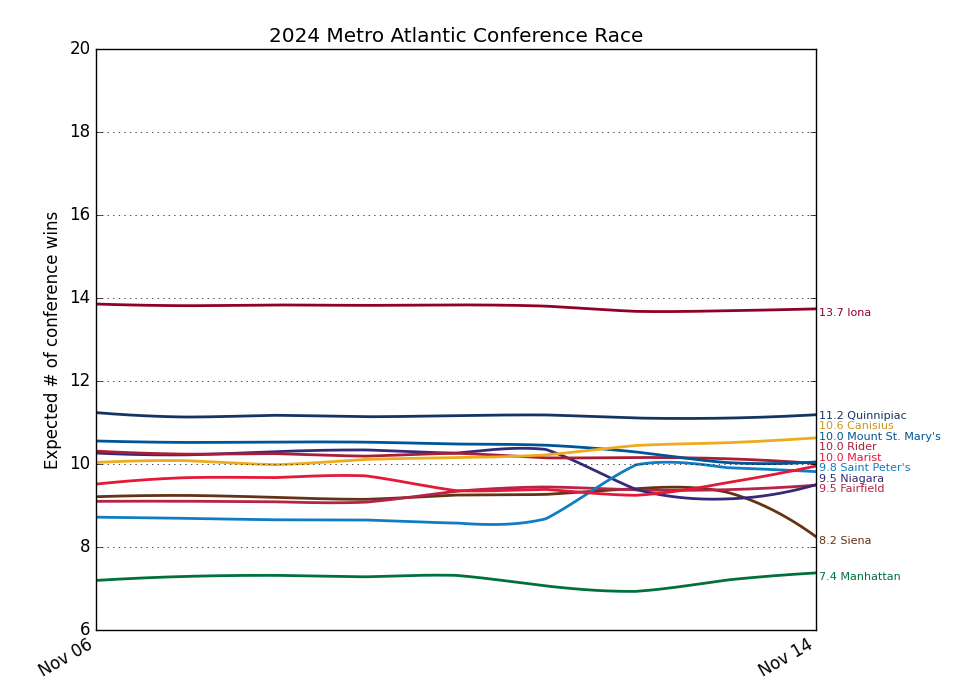 2024 Metro Atlantic Conference Race
Expected # of conference wins
20
18
16
14
12
10
8
6
Nov 06
Nov 14
13.7 Iona
11.2 Quinnipiac
10.6 Canisius
10.0 Mount St. Mary's
10.0 Rider
10.0 Marist
9.8 Saint Peter's
9.5 Niagara
9.5 Fairfield
8.2 Siena
7.4 Manhattan